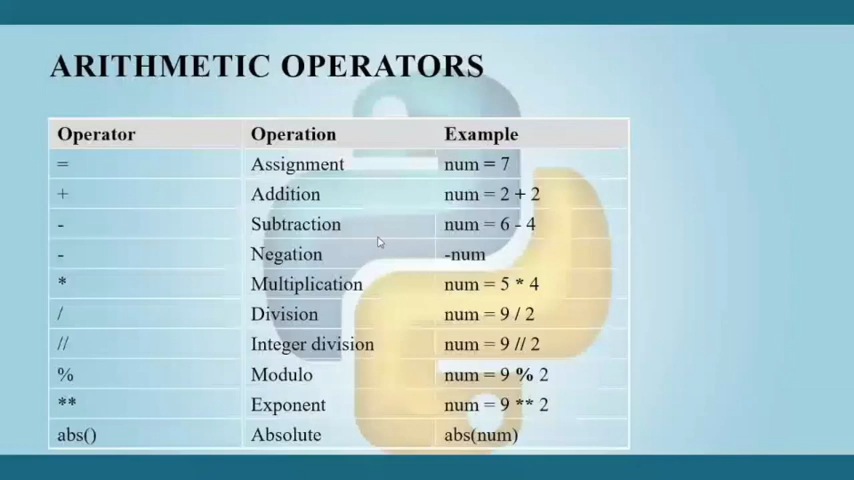 ARITHMETIC OPERATORS
Operator Operation Example
= Assignment num = 7
+ Addition num = 2 + 2
- Subtraction num = 6 - 4
- Negation -num
* Multiplication num = 5 * 4
/ Division num = 9 / 2
// Integer division num = 9 // 2
% Modulo num = 9 % 2
** Exponent num = 9 ** 2
abs() Absolute abs(num)